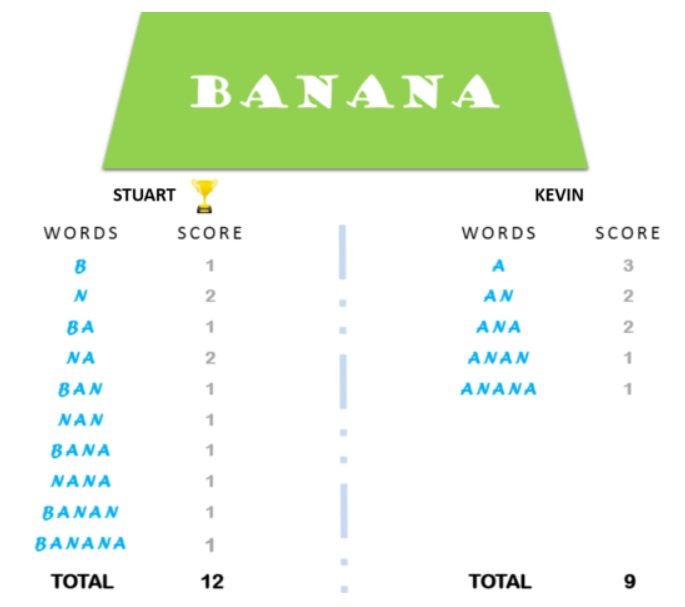 BANANA
STUART KEVIN
WORDS SCORE WORDS SCORE
B 1 A 3
N 2 AN 2
BA 1 ANA 2
NA 2 ANAN 1
BAN 1 ANANA 1
NAN 1
BANA 1
NANA 1
BANAN 1
BANANA 1
TOTAL 12 TOTAL 9